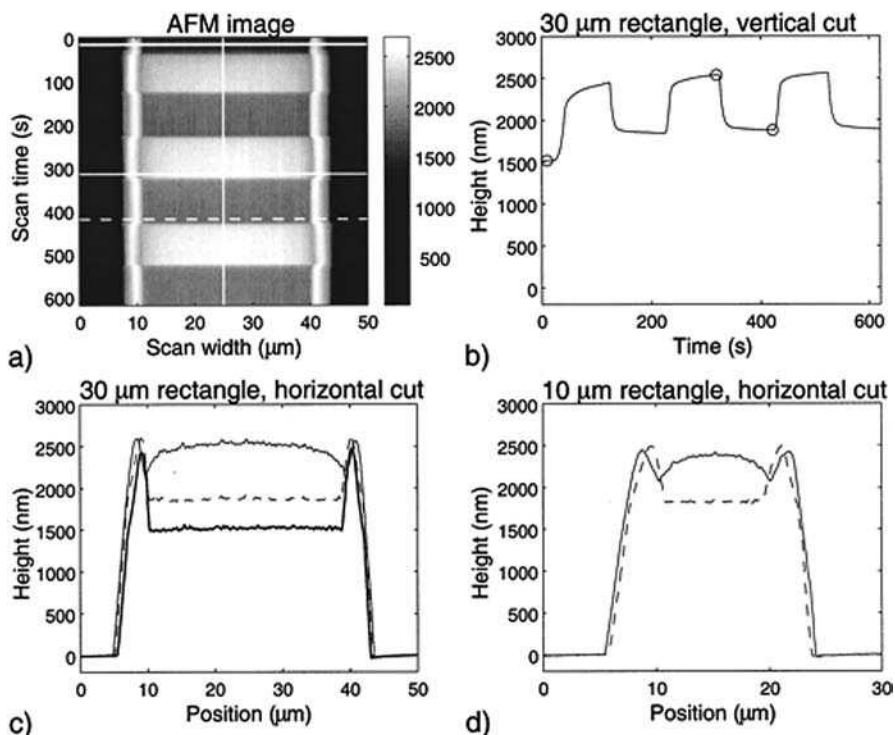 AFM image
Scan time (s)
0
100
200
300
400
500
600
0 10 20 30 40 50
Scan width (μm)
2500
2000
1500
1000
500
a)
30 μm rectangle, vertical cut
Height (nm)
3000
2500
2000
1500
1000
500
0
0 200 400 600
Time (s)
b)
30 μm rectangle, horizontal cut
Height (nm)
3000
2500
2000
1500
1000
500
0
0 10 20 30 40 50
Position (μm)
c)
10 μm rectangle, horizontal cut
Height (nm)
3000
2500
2000
1500
1000
500
0
0 10 20 30
Position (μm)
d)